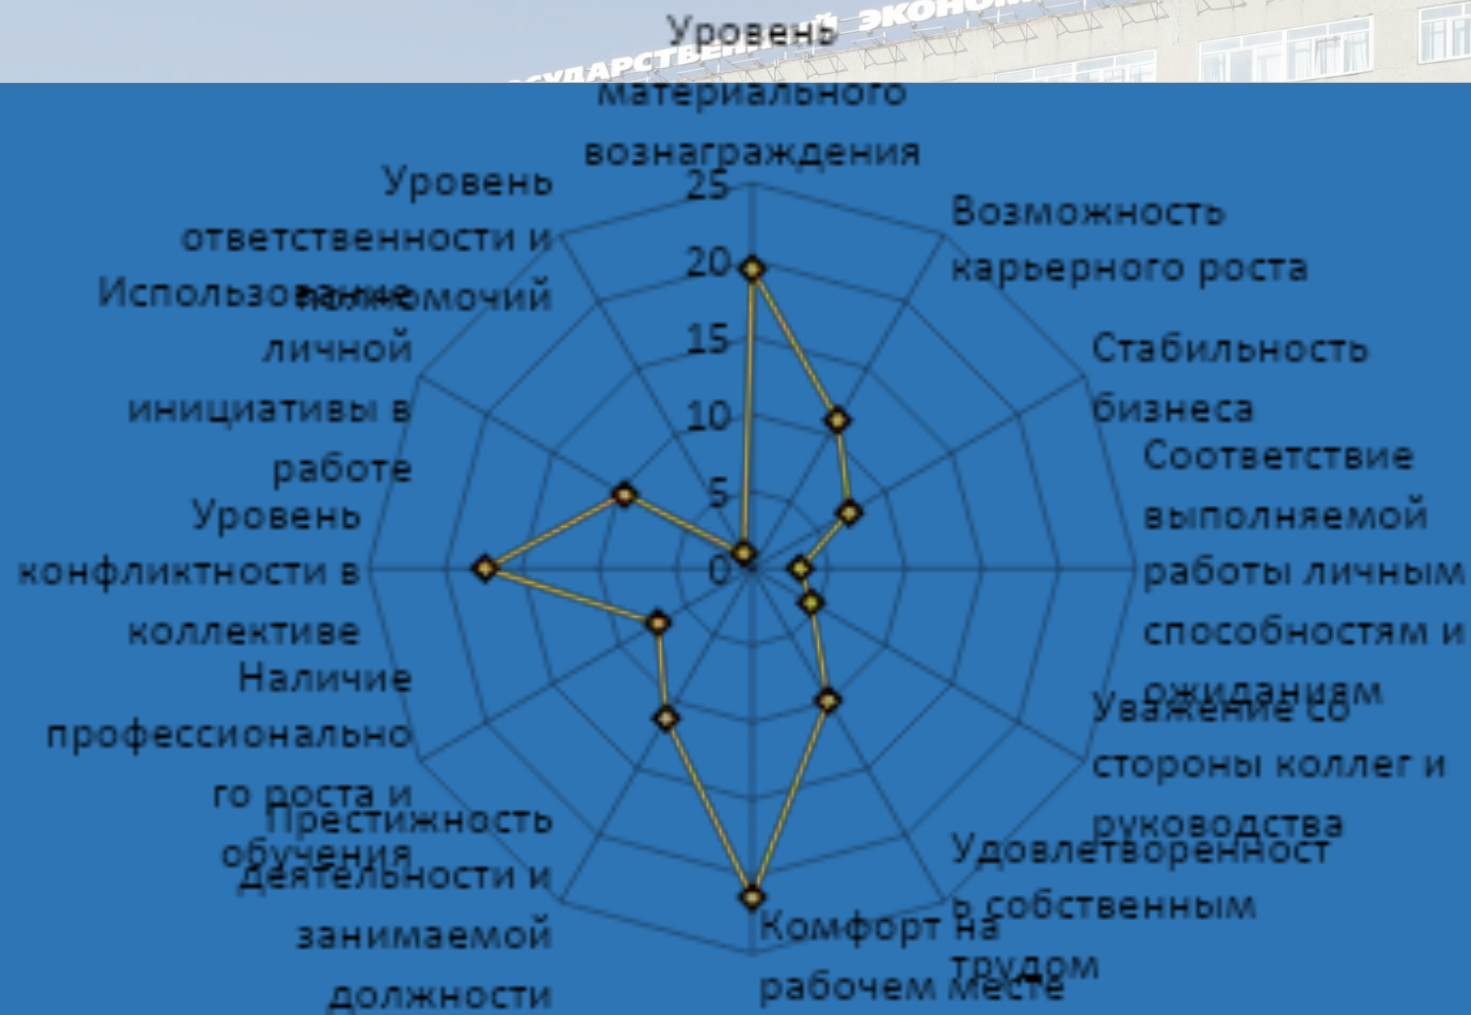 ОСУДАРСТВЕННЫЙ ЭКОНОМ
Уровень
материального
вознаграждения
Возможность
карьерного роста
Стабильность
бизнеса
Соответствие
выполняемой
работы личным
способностям и
ожиданиям
Уважение со
стороны коллег и
руководства
Удовлетворенност
ь собственным
трудом
Комфорт на
рабочем месте
Престижность
деятельности и
занимаемой
должности
Наличие
профессионально
го роста и
обучения
Уровень
конфликтности в
коллективе
Использование
личной
инициативы в
работе
Уровень
ответственности и
полномочий
25
20
15
10
5
0